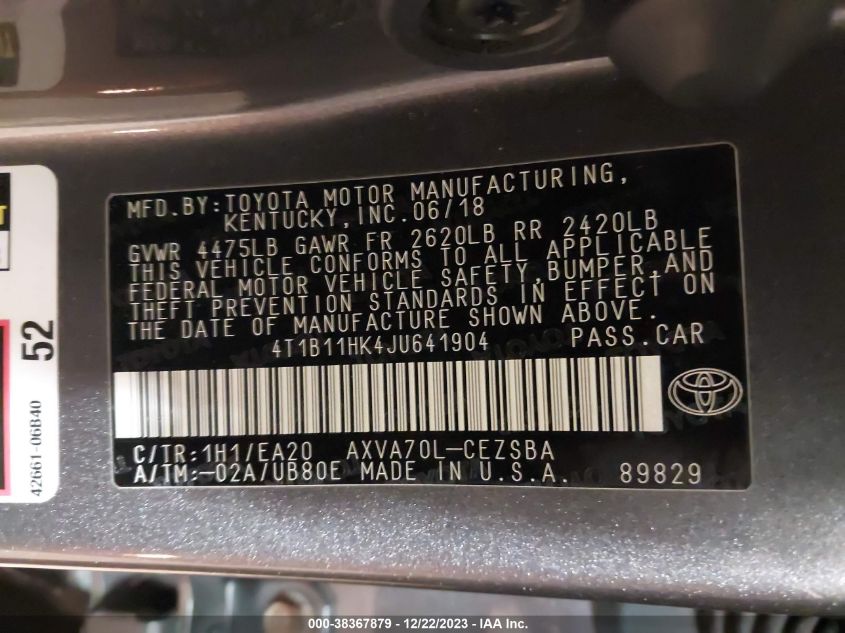 MFD.BY:TOYOTA MOTOR MANUFACTURING,
KENTUCKY,INC.06/18
GVWR 4475LB GAWR FR 2620LB RR 2420LB
THIS VEHICLE CONFORMS TO ALL APPLICABLE
FEDERAL MOTOR VEHICLE SAFETY,BUMPER,AND
THEFT PREVENTION STANDARDS IN EFFECT ON
THE DATE OF MANUFACTURE SHOWN ABOVE.
4T1B11HK4JU641904 PASS.CAR
C/TR:1H1/EA20 AXVA70L-CEZSBA
A/TM:-02A/UB80E MADE IN U.S.A. 89829
52
42661-06B40
000-38367879 - 12/22/2023 - IAA Inc.